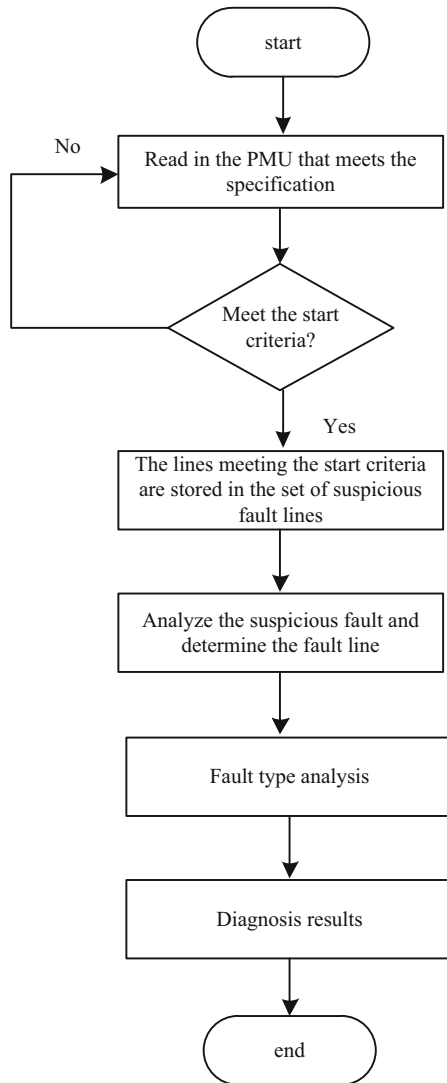 start
No
Read in the PMU that meets the
specification
Meet the start
criteria?
Yes
The lines meeting the start criteria
are stored in the set of suspicious
fault lines
Analyze the suspicious fault and
determine the fault line
Fault type analysis
Diagnosis results
end